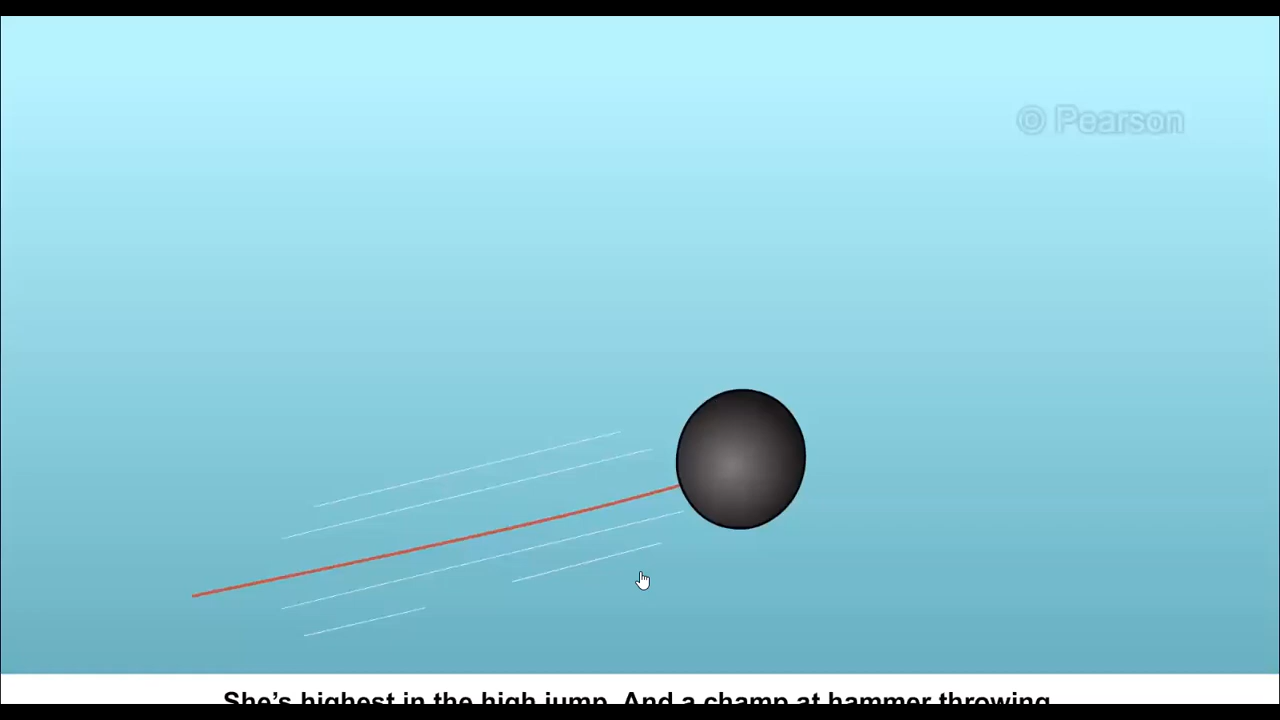 © Pearson
She’s highest in the high jump. And a champ at hammer throwing.